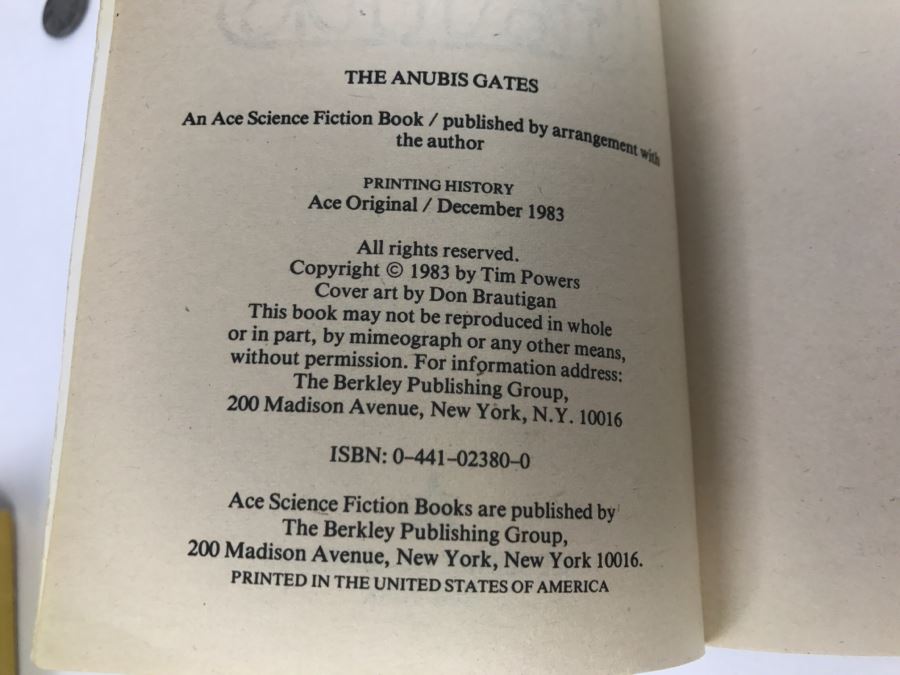 THE ANUBIS GATES
An Ace Science Fiction Book / published by arrangement with
the author
PRINTING HISTORY
Ace Original / December 1983
All rights reserved.
Copyright © 1983 by Tim Powers
Cover art by Don Brautigan
This book may not be reproduced in whole
or in part, by mimeograph or any other means,
without permission. For information address:
The Berkley Publishing Group,
200 Madison Avenue, New York, N.Y. 10016
ISBN: 0-441-02380-0
Ace Science Fiction Books are published by
The Berkley Publishing Group,
200 Madison Avenue, New York, New York 10016.
PRINTED IN THE UNITED STATES OF AMERICA